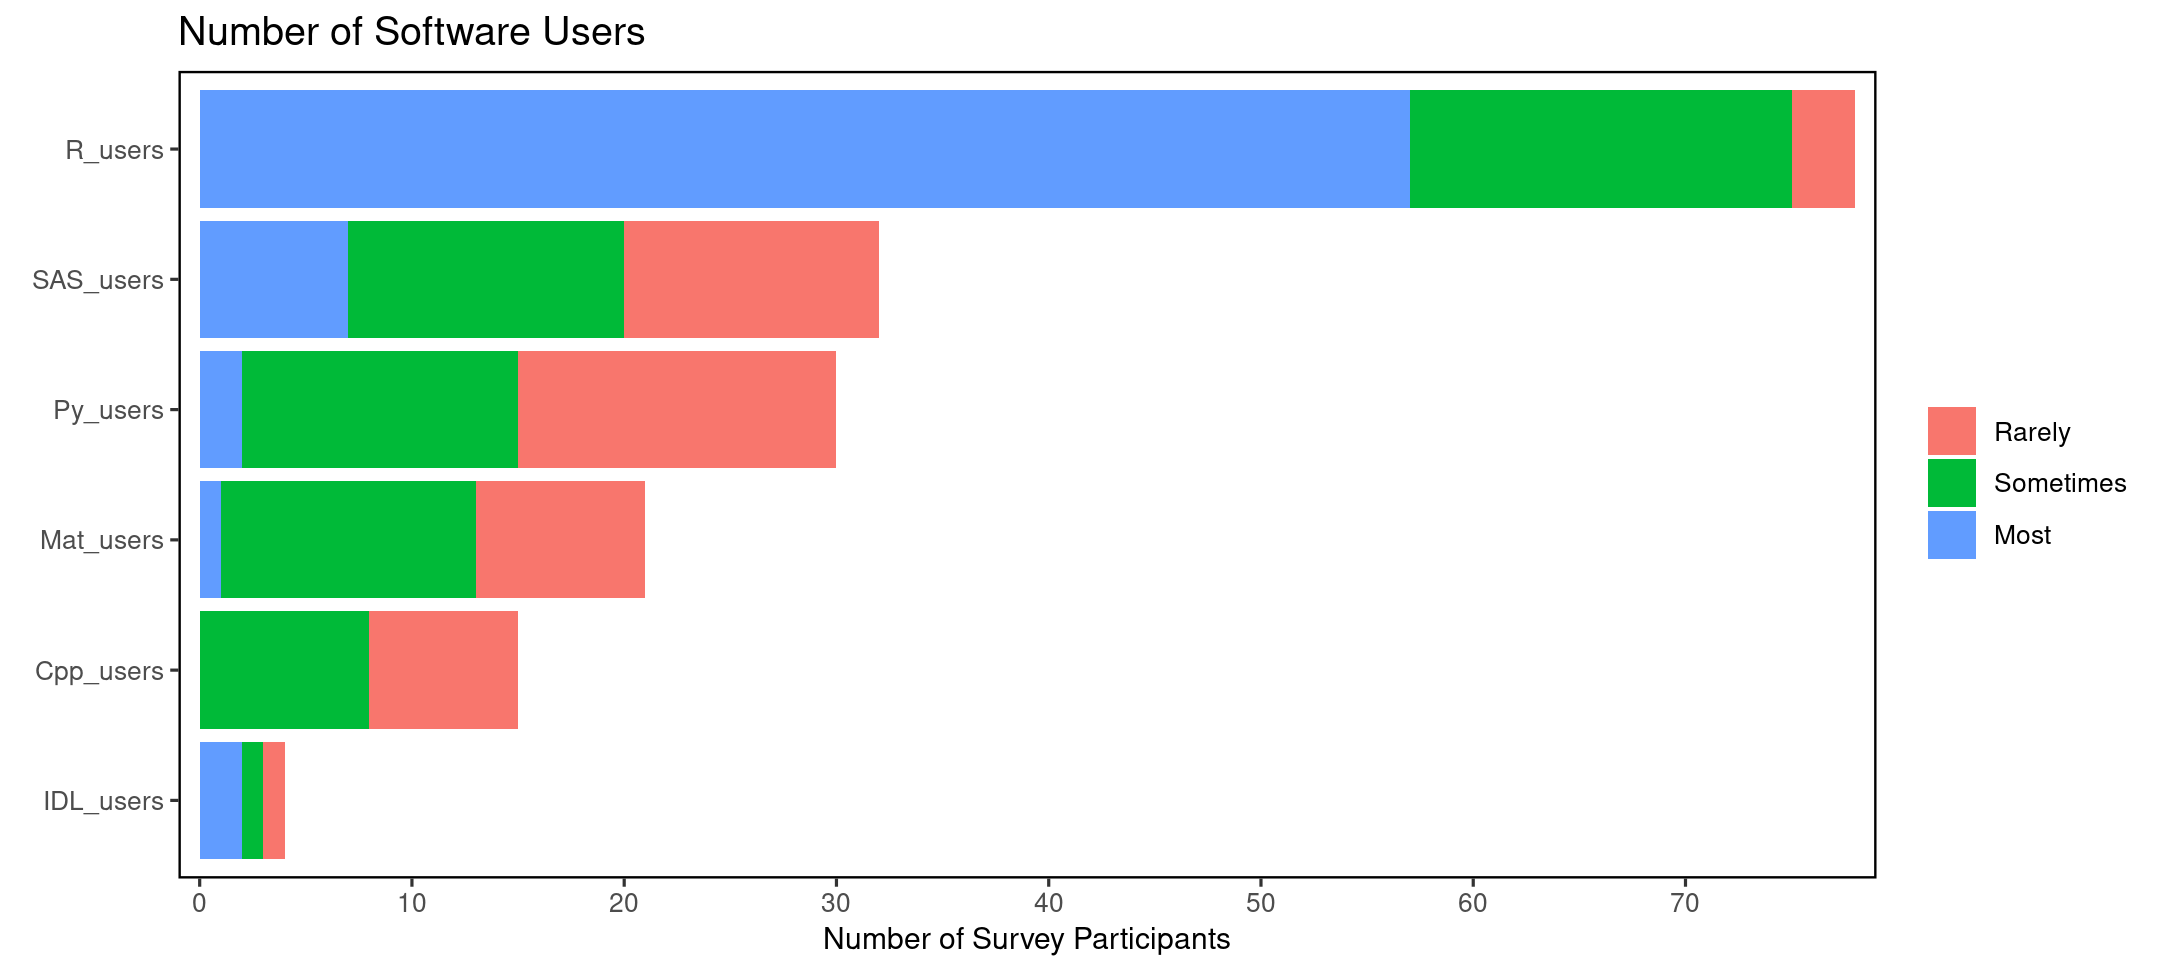 Number of Software Users
R_users
SAS_users
Py_users
Mat_users
Cpp_users
IDL_users
0 10 20 30 40 50 60 70
Number of Survey Participants
Rarely
Sometimes
Most